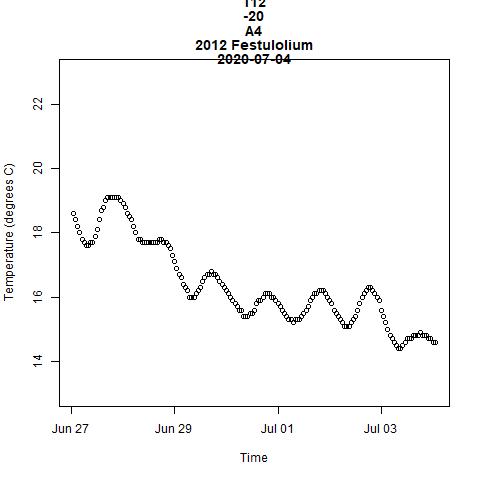 T12
-20
A4
2012 Festulolium
2020-07-04
Temperature (degrees C)
22
20
18
16
14
Jun 27
Jun 29
Jul 01
Jul 03
Time